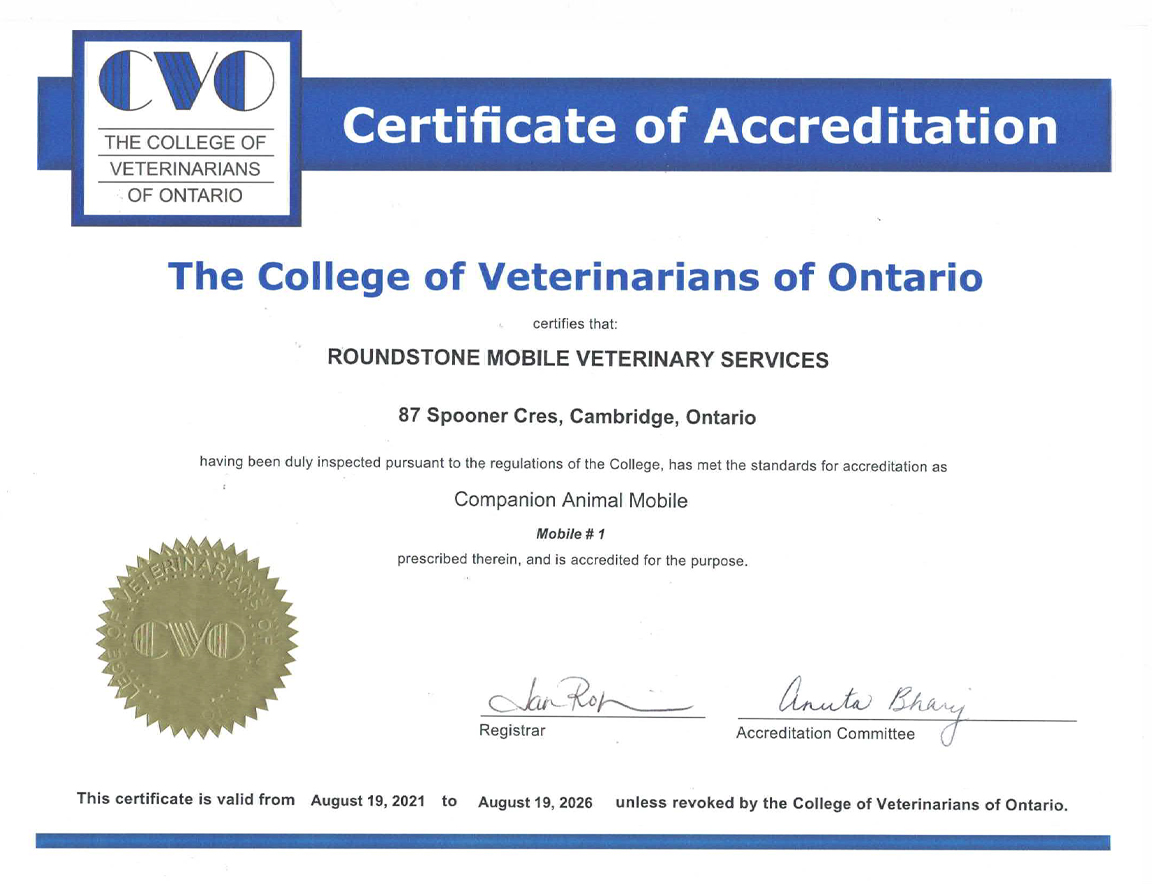 CVO
THE COLLEGE OF
VETERINARIANS
OF ONTARIO
Certificate of Accreditation
The College of Veterinarians of Ontario
certifies that:
ROUNDSTONE MOBILE VETERINARY SERVICES
87 Spooner Cres, Cambridge, Ontario
having been duly inspected pursuant to the regulations of the College, has met the standards for accreditation as
Companion Animal Mobile
Mobile # 1
prescribed therein, and is accredited for the purpose.
LEGE OF VETERINARIANS OF O
CVO
Jan Ro
Anuta Bhary
Registrar
Accreditation Committee
This certificate is valid from August 19, 2021 to August 19, 2026 unless revoked by the College of Veterinarians of Ontario.